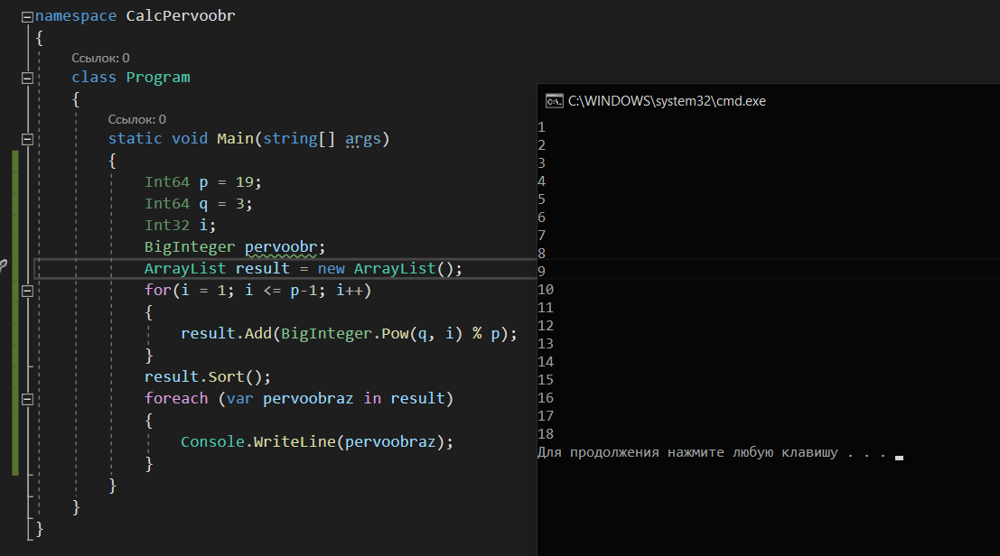 namespace CalcPervoobr
{
Ссылок: 0
class Program
{
Ссылок: 0
static void Main(string[] args)
{
Int64 p = 19;
Int64 q = 3;
Int32 i;
BigInteger pervoobr;
ArrayList result = new ArrayList();
for(i = 1; i <= p-1; i++)
{
result.Add(BigInteger.Pow(q, i) % p);
}
result.Sort();
foreach (var pervoobraz in result)
{
Console.WriteLine(pervoobraz);
}
}
}
}
C:\WINDOWS\system32\cmd.exe
1
2
3
4
5
6
7
8
9
10
11
12
13
14
15
16
17
18
Для продолжения нажмите любую клавишу . . .